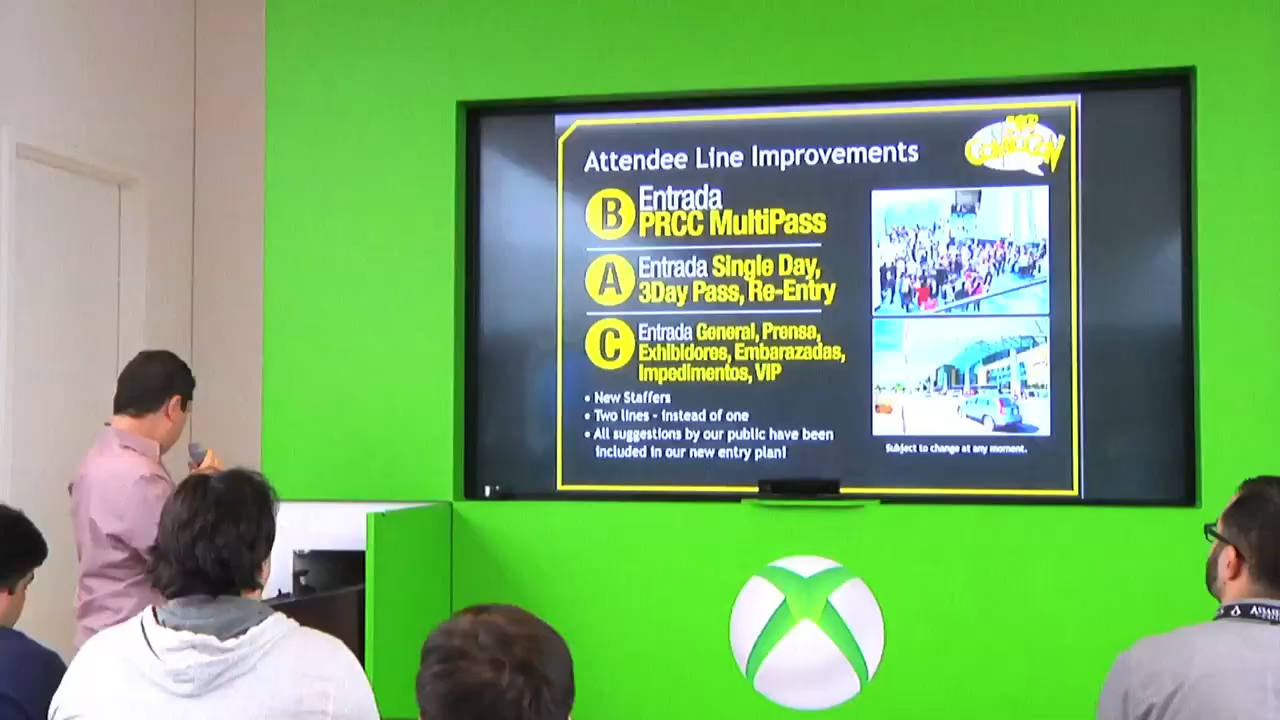 Attendee Line Improvements
COMICCON
B Entrada
PRCC MultiPass
A Entrada Single Day,
3Day Pass, Re-Entry
C Entrada General, Prensa,
Exhibidores, Embarazadas,
Impedimentos, VIP
• New Staffers
• Two lines - instead of one
• All suggestions by our public have been
included in our new entry plan!
Subject to change at any moment.